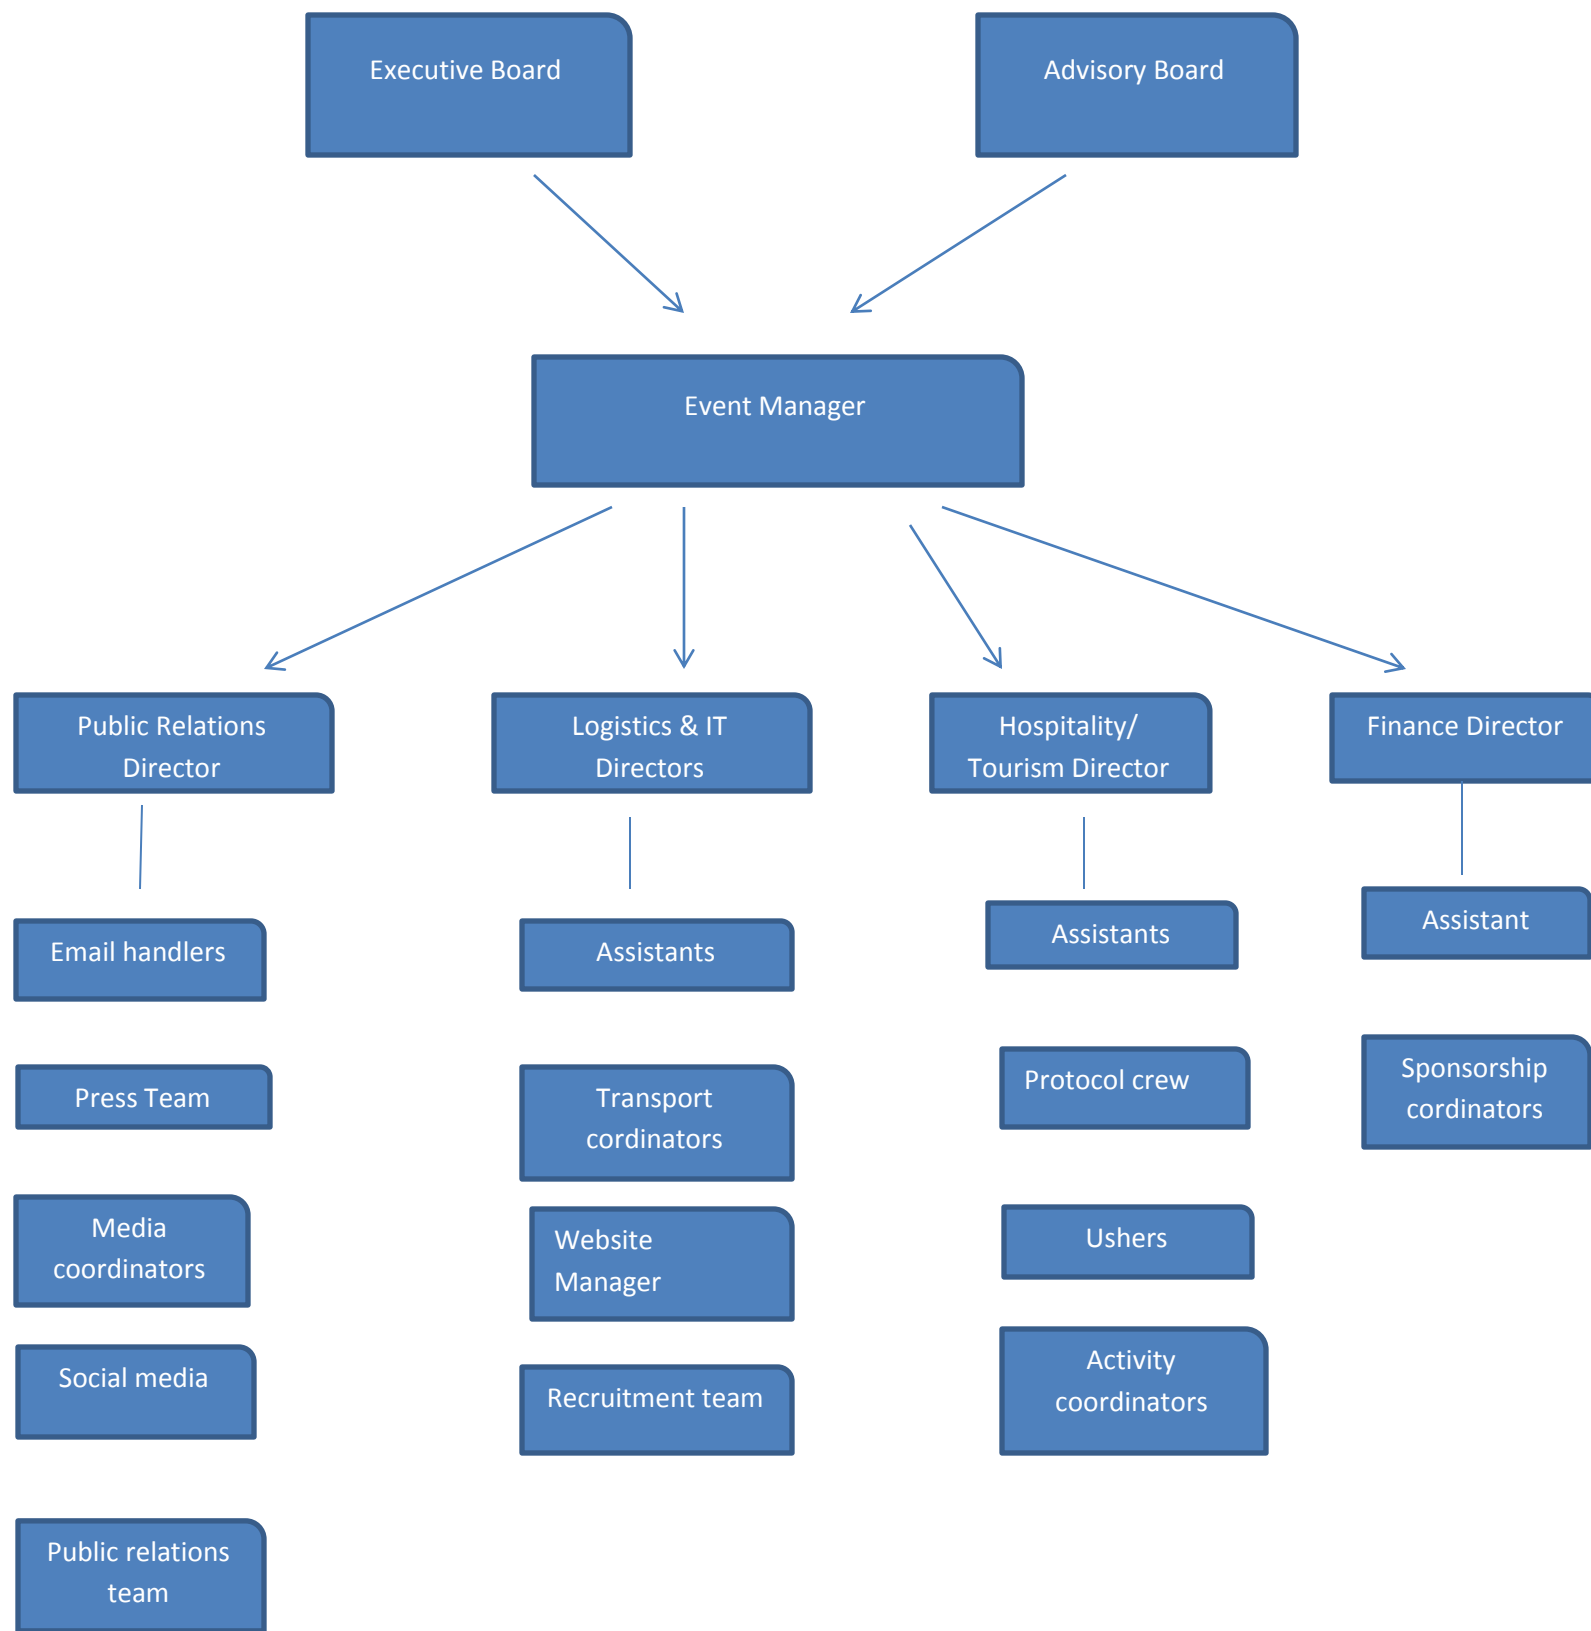 Executive Board
Advisory Board
Event Manager
Public Relations
Director
Logistics & IT
Directors
Hospitality/
Tourism Director
Finance Director
Email handlers
Press Team
Media
coordinators
Social media
Public relations
team
Assistants
Transport
cordinators
Website
Manager
Recruitment team
Assistants
Protocol crew
Ushers
Activity
coordinators
Assistant
Sponsorship
cordinators